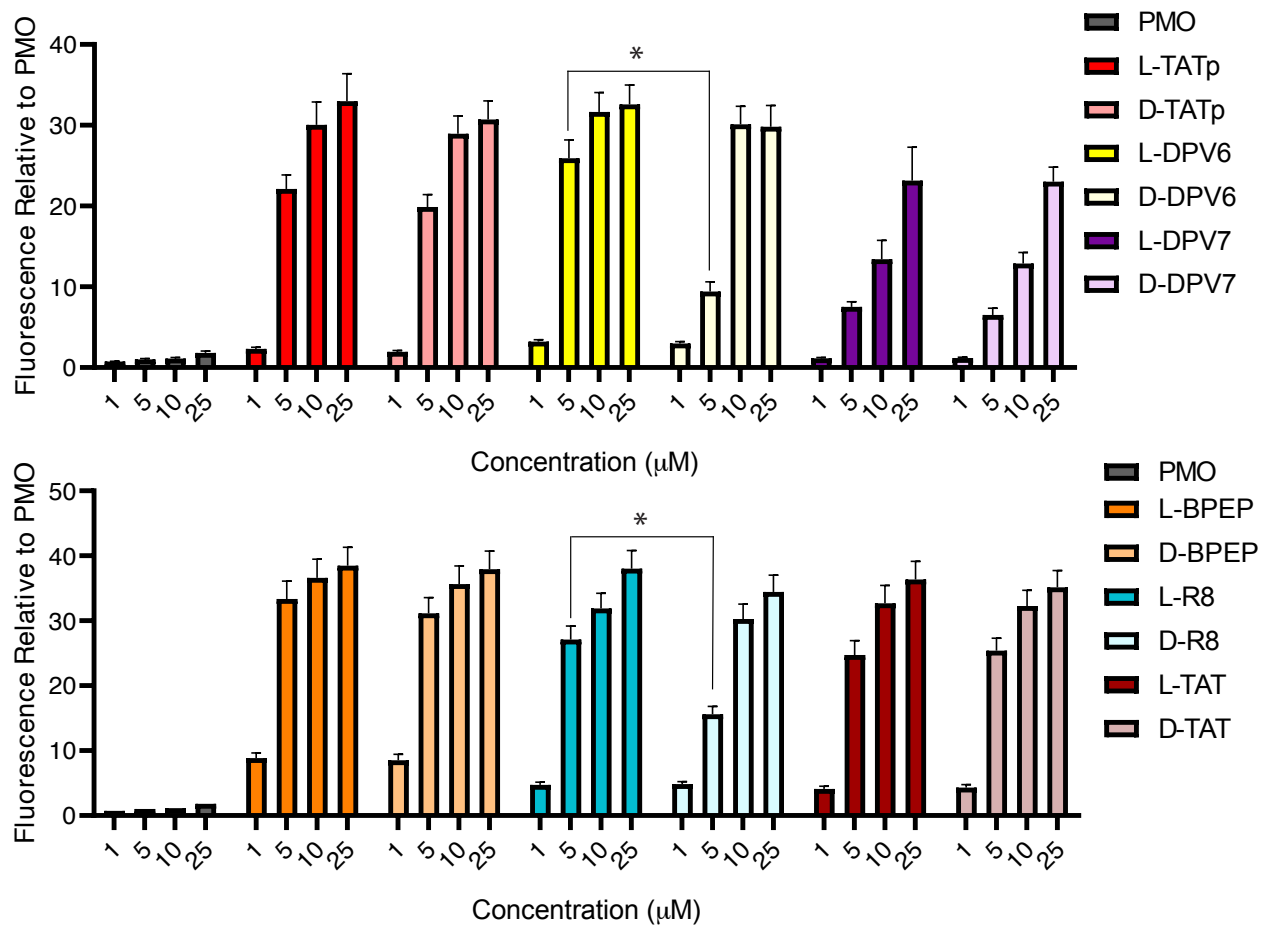 Fluorescence Relative to PMO
40
30
20
10
0
*
1 5 10 25 1 5 10 25 1 5 10 25 1 5 10 25 1 5 10 25 1 5 10 25 1 5 10 25
Concentration (μM)
PMO
L-TATp
D-TATp
L-DPV6
D-DPV6
L-DPV7
D-DPV7
Fluorescence Relative to PMO
50
40
30
20
10
0
*
1 5 10 25 1 5 10 25 1 5 10 25 1 5 10 25 1 5 10 25 1 5 10 25 1 5 10 25
Concentration (μM)
PMO
L-BPEP
D-BPEP
L-R8
D-R8
L-TAT
D-TAT